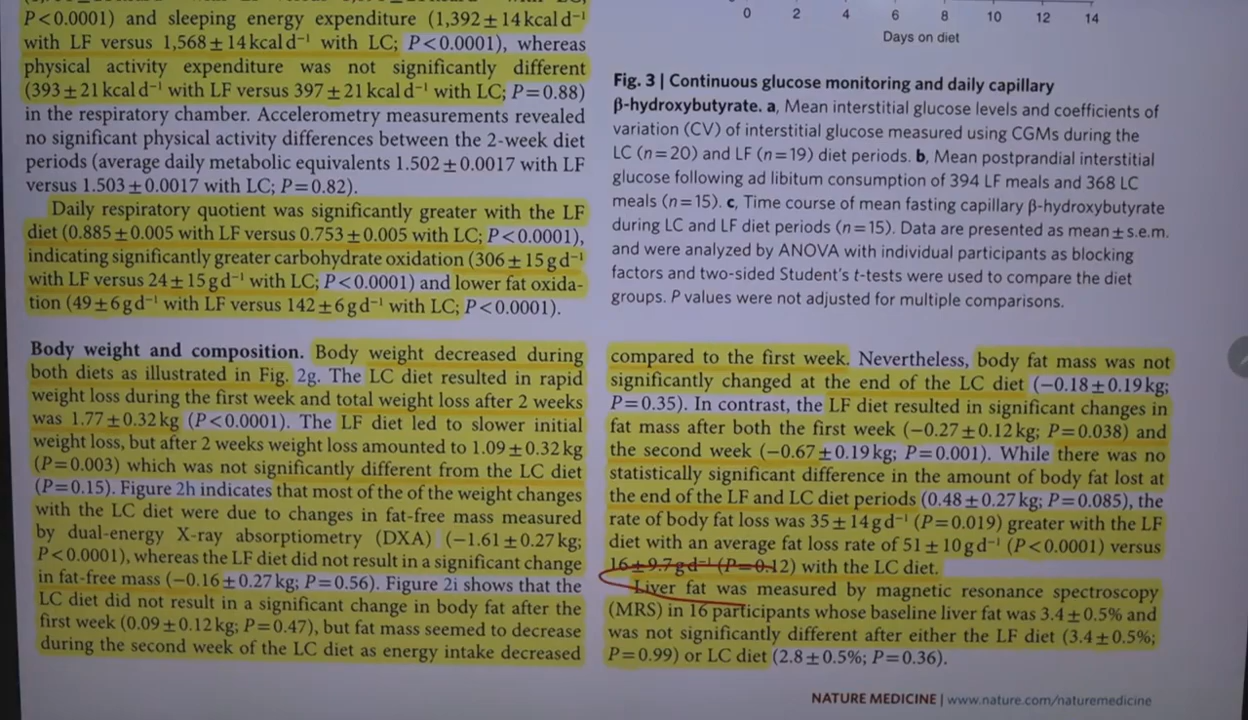 P<0.0001) and sleeping energy expenditure (1,392 ± 14 kcal d⁻¹
with LF versus 1,568 ± 14 kcal d⁻¹ with LC; P<0.0001), whereas
physical activity expenditure was not significantly different
(393 ± 21 kcal d⁻¹ with LF versus 397 ± 21 kcal d⁻¹ with LC; P=0.88)
in the respiratory chamber. Accelerometry measurements revealed
no significant physical activity differences between the 2-week diet
periods (average daily metabolic equivalents 1.502 ± 0.0017 with LF
versus 1.503 ± 0.0017 with LC; P=0.82).
Daily respiratory quotient was significantly greater with the LF
diet (0.885 ± 0.005 with LF versus 0.753 ± 0.005 with LC; P<0.0001),
indicating significantly greater carbohydrate oxidation (306 ± 15 g d⁻¹
with LF versus 24 ± 15 g d⁻¹ with LC; P<0.0001) and lower fat oxida-
tion (49 ± 6 g d⁻¹ with LF versus 142 ± 6 g d⁻¹ with LC; P<0.0001).
Body weight and composition. Body weight decreased during
both diets as illustrated in Fig. 2g. The LC diet resulted in rapid
weight loss during the first week and total weight loss after 2 weeks
was 1.77 ± 0.32 kg (P<0.0001). The LF diet led to slower initial
weight loss, but after 2 weeks weight loss amounted to 1.09 ± 0.32 kg
(P=0.003) which was not significantly different from the LC diet
(P=0.15). Figure 2h indicates that most of the of the weight changes
with the LC diet were due to changes in fat-free mass measured
by dual-energy X-ray absorptiometry (DXA) (−1.61 ± 0.27 kg;
P<0.0001), whereas the LF diet did not result in a significant change
in fat-free mass (−0.16 ± 0.27 kg; P=0.56). Figure 2i shows that the
LC diet did not result in a significant change in body fat after the
first week (0.09 ± 0.12 kg; P=0.47), but fat mass seemed to decrease
during the second week of the LC diet as energy intake decreased
0 2 4 6 8 10 12 14
Days on diet
Fig. 3 | Continuous glucose monitoring and daily capillary
β-hydroxybutyrate. a, Mean interstitial glucose levels and coefficients of
variation (CV) of interstitial glucose measured using CGMs during the
LC (n=20) and LF (n=19) diet periods. b, Mean postprandial interstitial
glucose following ad libitum consumption of 394 LF meals and 368 LC
meals (n=15). c, Time course of mean fasting capillary β-hydroxybutyrate
during LC and LF diet periods (n=15). Data are presented as mean ± s.e.m.
and were analyzed by ANOVA with individual participants as blocking
factors and two-sided Student's t-tests were used to compare the diet
groups. P values were not adjusted for multiple comparisons.
compared to the first week. Nevertheless, body fat mass was not
significantly changed at the end of the LC diet (−0.18 ± 0.19 kg;
P=0.35). In contrast, the LF diet resulted in significant changes in
fat mass after both the first week (−0.27 ± 0.12 kg; P=0.038) and
the second week (−0.67 ± 0.19 kg; P=0.001). While there was no
statistically significant difference in the amount of body fat lost at
the end of the LF and LC diet periods (0.48 ± 0.27 kg; P=0.085), the
rate of body fat loss was 35 ± 14 g d⁻¹ (P=0.019) greater with the LF
diet with an average fat loss rate of 51 ± 10 g d⁻¹ (P<0.0001) versus
16 ± 9.7 g d⁻¹ (P=0.12) with the LC diet.
Liver fat was measured by magnetic resonance spectroscopy
(MRS) in 16 participants whose baseline liver fat was 3.4 ± 0.5% and
was not significantly different after either the LF diet (3.4 ± 0.5%;
P=0.99) or LC diet (2.8 ± 0.5%; P=0.36).
NATURE MEDICINE | www.nature.com/naturemedicine